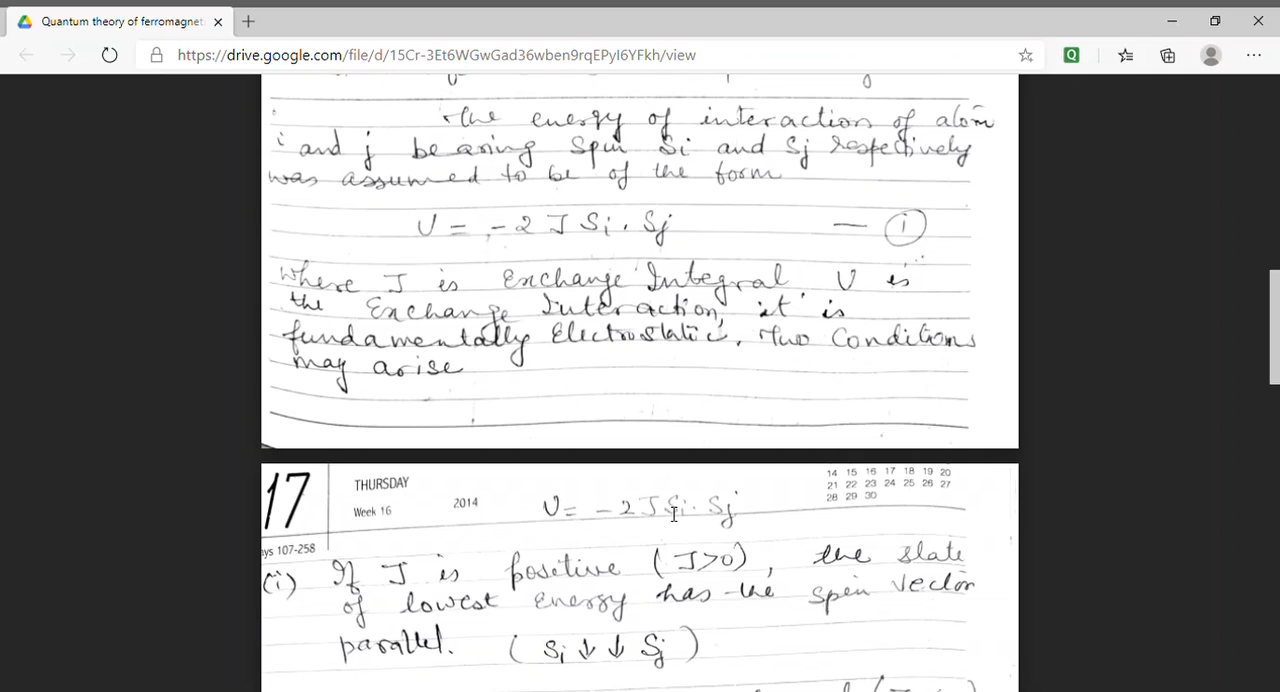 Quantum theory of ferromagnet
https://drive.google.com/file/d/15Cr-3Et6WGwGad36wben9rqEPyI6YFkh/view
the energy of interaction of atom
i and j bearing Spin Si and Sj respectively
was assumed to be of the form
U = -2 J Si . Sj — (1)
where J is Exchange Integral U is
the Exchange Interaction, it is
fundamentally Electrostatic. Two Conditions
may arise
17 THURSDAY 14 15 16 17 18 19 20
Week 16 2014 U = -2 J Si . Sj 21 22 23 24 25 26 27
28 29 30
ys 107-258
(i) If J is positive (J>0), the state
of lowest energy has the spin vector
parallel. (Si ↓ ↓ Sj)